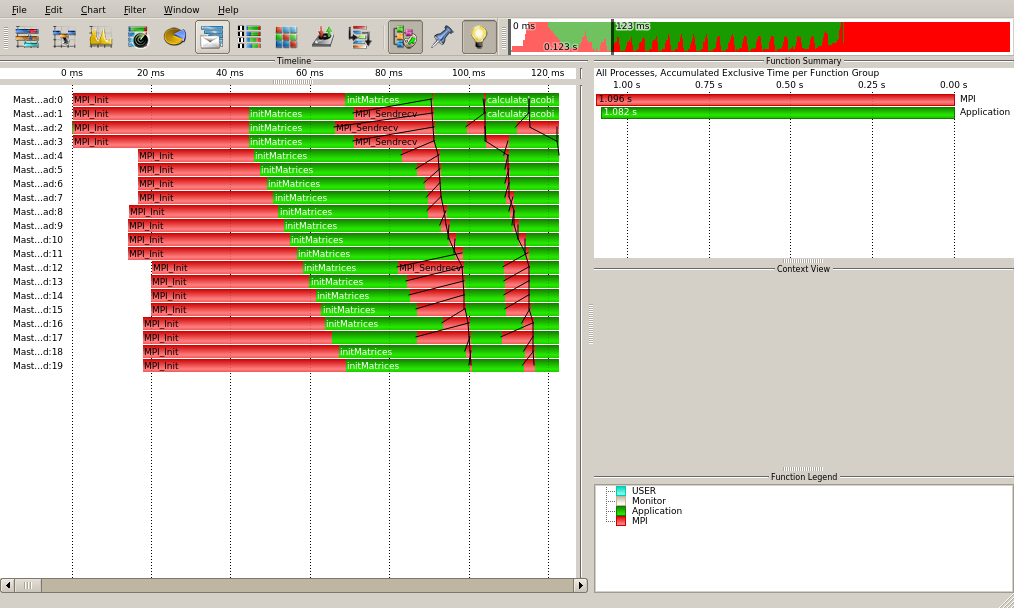 File Edit Chart Filter Window Help
0 ms 123 ms
0.123 s
Timeline
0 ms 20 ms 40 ms 60 ms 80 ms 100 ms 120 ms
Mast...ad:0 MPI_Init initMatrices calculateJacobi
Mast...ad:1 initMatrices MPI_Sendrecv calculateJacobi
Mast...ad:2 MPI_Init initMatrices MPI_Sendrecv
Mast...ad:3 MPI_Init initMatrices MPI_Sendrecv
Mast...ad:4 MPI_Init initMatrices
Mast...ad:5 MPI_Init initMatrices
Mast...ad:6 MPI_Init initMatrices
Mast...ad:7 MPI_Init initMatrices
Mast...ad:8 MPI_Init initMatrices
Mast...ad:9 MPI_Init initMatrices
Mast...d:10 MPI_Init initMatrices
Mast...d:11 MPI_Init initMatrices
Mast...d:12 MPI_Init initMatrices MPI_Sendrecv
Mast...d:13 MPI_Init initMatrices
Mast...d:14 MPI_Init initMatrices
Mast...d:15 MPI_Init initMatrices
Mast...d:16 MPI_Init initMatrices
Mast...d:17 MPI_Init
Mast...d:18 MPI_Init initMatrices
Mast...d:19 MPI_Init initMatrices
Function Summary
All Processes, Accumulated Exclusive Time per Function Group
1.00 s 0.75 s 0.50 s 0.25 s 0.00 s
1.096 s MPI
1.082 s Application
Context View
Function Legend
USER
Monitor
Application
MPI